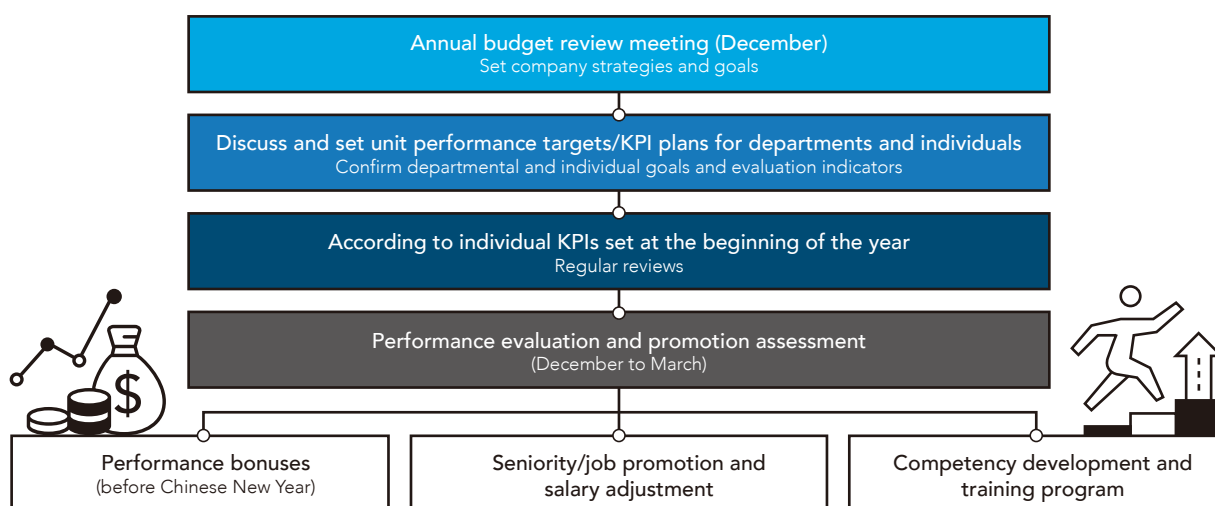 Annual budget review meeting (December)
Set company strategies and goals
Discuss and set unit performance targets/KPI plans for departments and individuals
Confirm departmental and individual goals and evaluation indicators
According to individual KPIs set at the beginning of the year
Regular reviews
Performance evaluation and promotion assessment
(December to March)
$
Performance bonuses
(before Chinese New Year)
Seniority/job promotion and
salary adjustment
Competency development and
training program